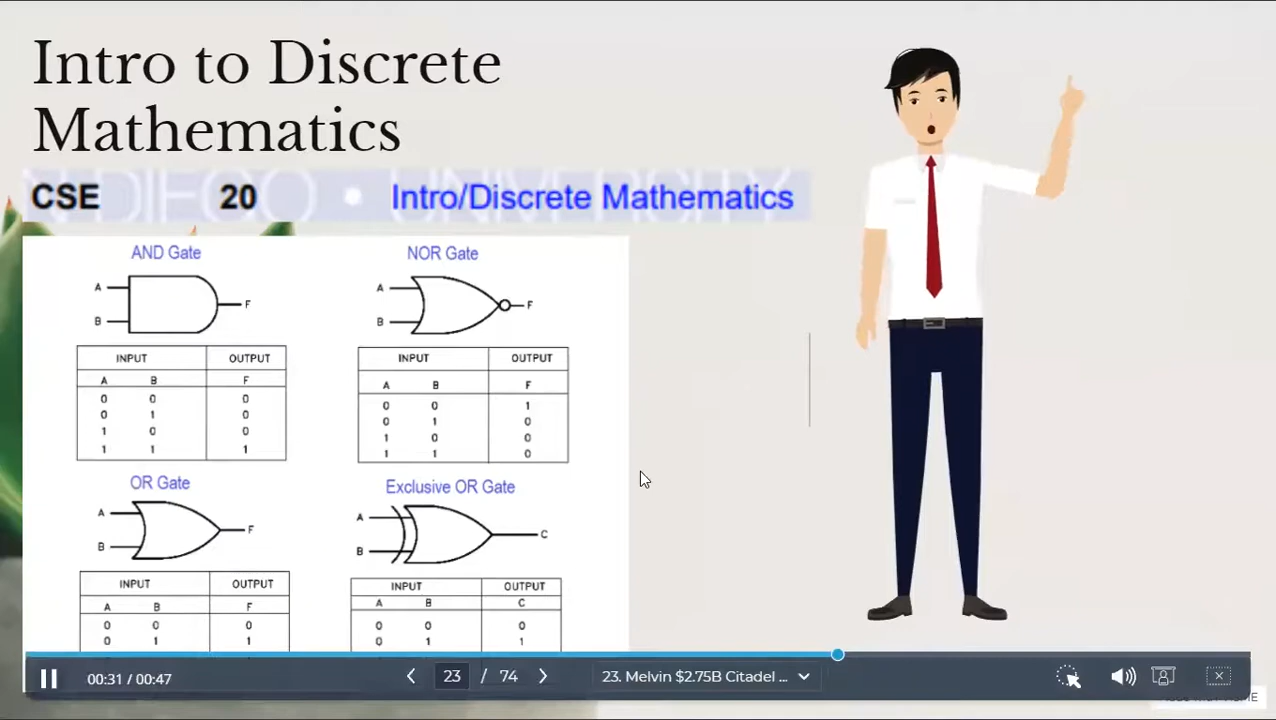 Intro to Discrete
Mathematics
CSE 20 • Intro/Discrete Mathematics
AND Gate
A
B
F
INPUT OUTPUT
A B F
0 0 0
0 1 0
1 0 0
1 1 1
NOR Gate
A
B
F
INPUT OUTPUT
A B F
0 0 1
0 1 0
1 0 0
1 1 0
OR Gate
A
B
F
INPUT OUTPUT
A B F
0 0 0
0 1 1
Exclusive OR Gate
A
B
C
INPUT OUTPUT
A B C
0 0 0
0 1 1
00:31 / 00:47
23 / 74
23. Melvin $2.75B Citadel ...